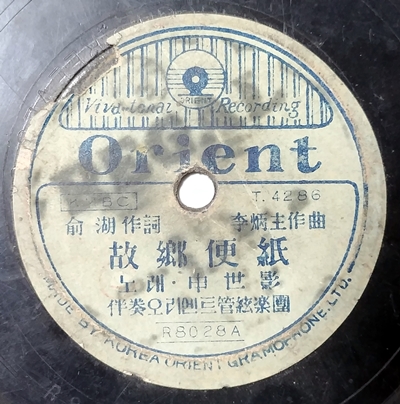 ORIENT
Viva-tonal Recording
Orient
T.4286
兪湖作詞 李炳主作曲
故鄕便紙
노래·申世影
伴奏오리엔트管絃楽團
R8028A
MADE BY KOREA ORIENT GRAMOPHONE.LTD.